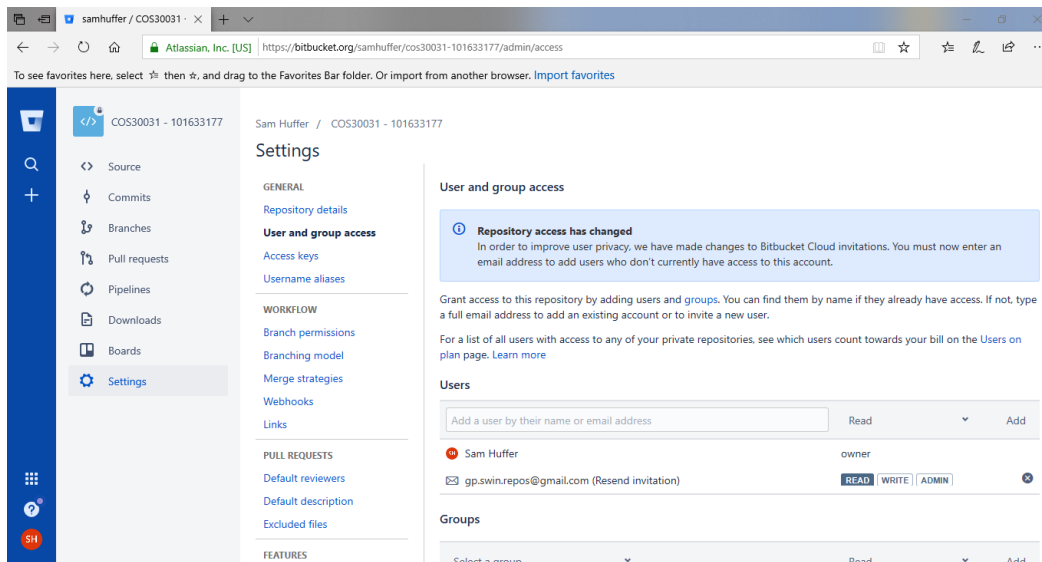 samhuffer / COS30031 ·
Atlassian, Inc. [US] https://bitbucket.org/samhuffer/cos30031-101633177/admin/access
To see favorites here, select ☆ then ☆, and drag to the Favorites Bar folder. Or import from another browser. Import favorites
COS30031 - 101633177
Source
Commits
Branches
Pull requests
Pipelines
Downloads
Boards
Settings
SH
Sam Huffer / COS30031 - 101633177
Settings
GENERAL
Repository details
User and group access
Access keys
Username aliases
WORKFLOW
Branch permissions
Branching model
Merge strategies
Webhooks
Links
PULL REQUESTS
Default reviewers
Default description
Excluded files
FEATURES
User and group access
Repository access has changed
In order to improve user privacy, we have made changes to Bitbucket Cloud invitations. You must now enter an
email address to add users who don't currently have access to this account.
Grant access to this repository by adding users and groups. You can find them by name if they already have access. If not, type
a full email address to add an existing account or to invite a new user.
For a list of all users with access to any of your private repositories, see which users count towards your bill on the Users on
plan page. Learn more
Users
Add a user by their name or email address Read Add
SH Sam Huffer owner
gp.swin.repos@gmail.com (Resend invitation) READ WRITE ADMIN
Groups
Select a group Read Add